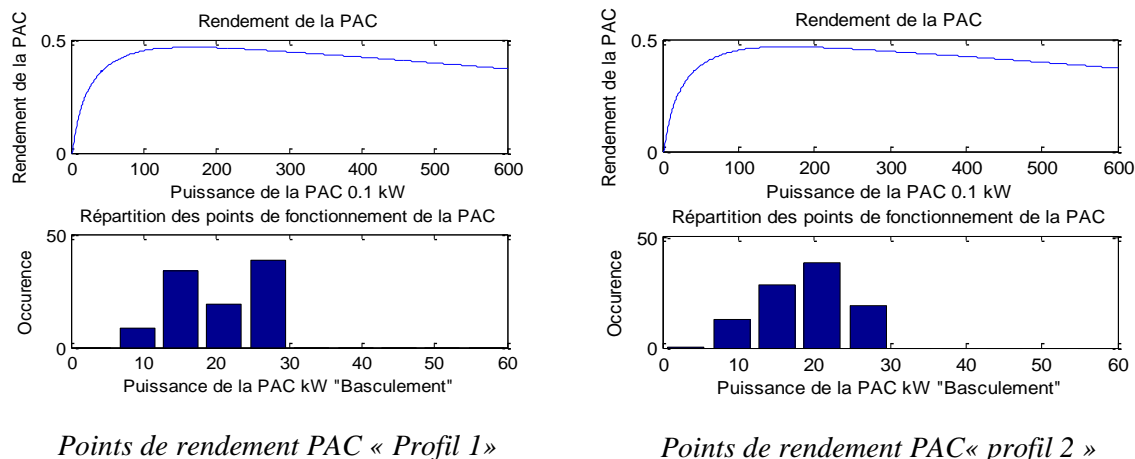 Rendement de la PAC
Rendement de la PAC
0.5
0
0 100 200 300 400 500 600
Puissance de la PAC 0.1 kW
Répartition des points de fonctionnement de la PAC
Occurence
50
0
0 10 20 30 40 50 60
Puissance de la PAC kW "Basculement"
Points de rendement PAC « Profil 1»
Rendement de la PAC
Rendement de la PAC
0.5
0
0 100 200 300 400 500 600
Puissance de la PAC 0.1 kW
Répartition des points de fonctionnement de la PAC
Occurence
50
0
0 10 20 30 40 50 60
Puissance de la PAC kW "Basculement"
Points de rendement PAC« profil 2 »